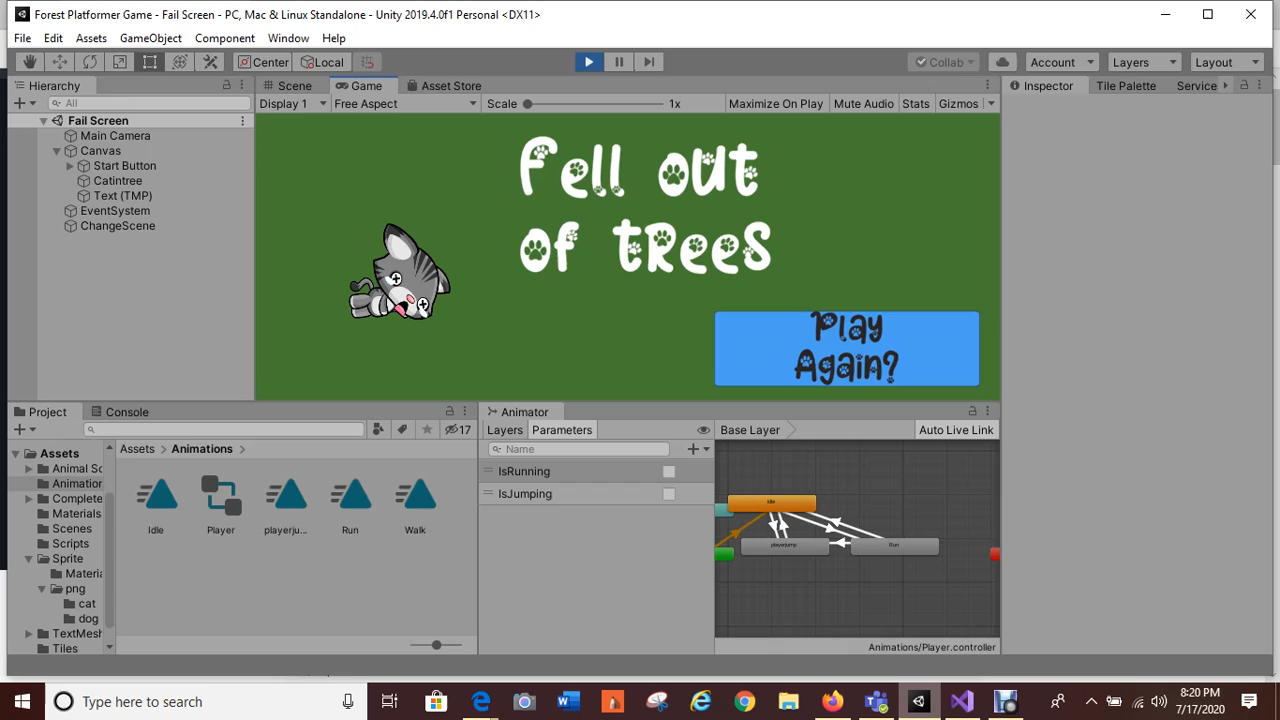 Forest Platformer Game - Fail Screen - PC, Mac & Linux Standalone - Unity 2019.4.0f1 Personal <DX11>
File Edit Assets GameObject Component Window Help
Center Local Collab Account Layers Layout
Hierarchy Scene Game Asset Store Inspector Tile Palette Service
All Display 1 Free Aspect Scale 1x Maximize On Play Mute Audio Stats Gizmos
Fail Screen
Main Camera
Canvas
Start Button
Catintree
Text (TMP)
EventSystem
ChangeScene
Fell out
of trees
Play
Again?
Project Console Animator
17 Layers Parameters Base Layer Auto Live Link
Assets
Animal Sc
Animation
Complete
Materials
Scenes
Scripts
Sprite
Materia
png
cat
dog
TextMesh
Tiles
Assets Animations
Idle Player playerju... Run Walk
Name
IsRunning
IsJumping
Idle
playerjump Run
Animations/Player.controller
Type here to search
8:20 PM
7/17/2020